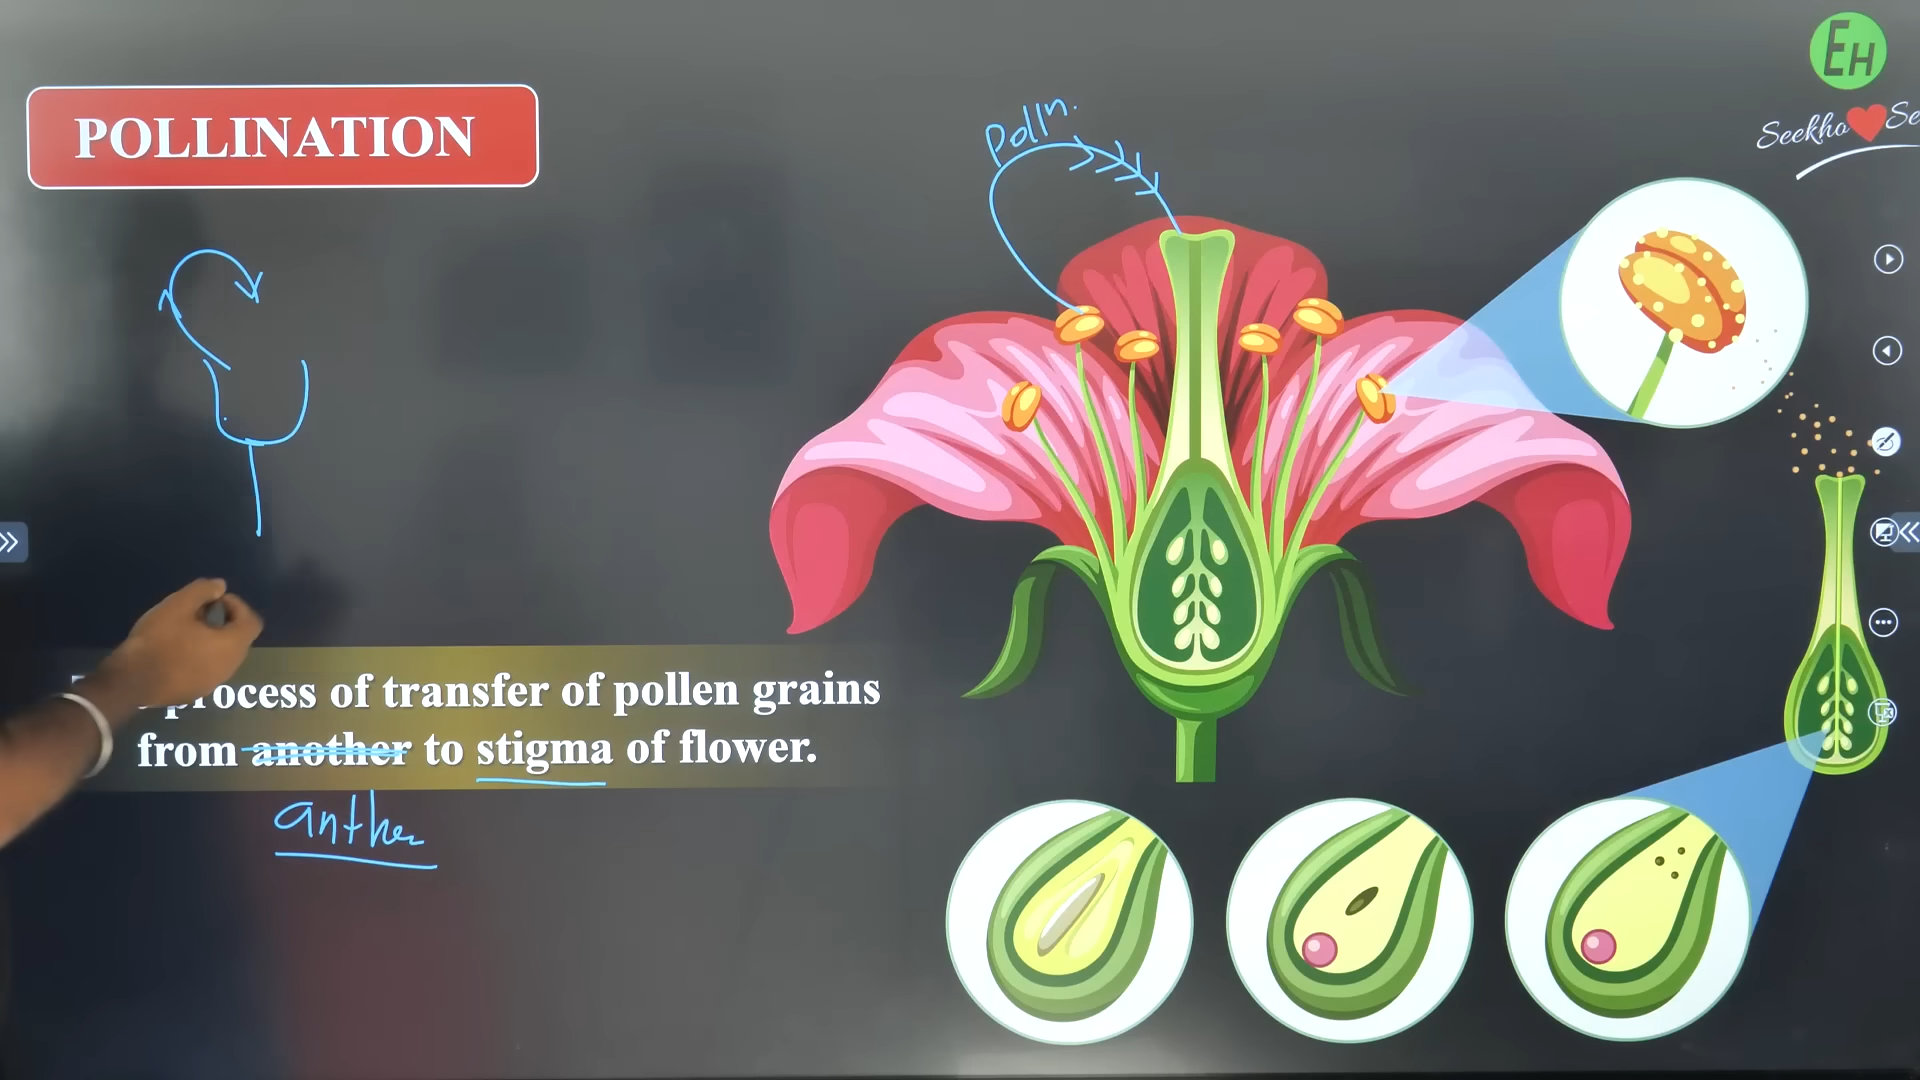 EH
Seekho Se
POLLINATION
Polln.
process of transfer of pollen grains
from another to stigma of flower.
anther